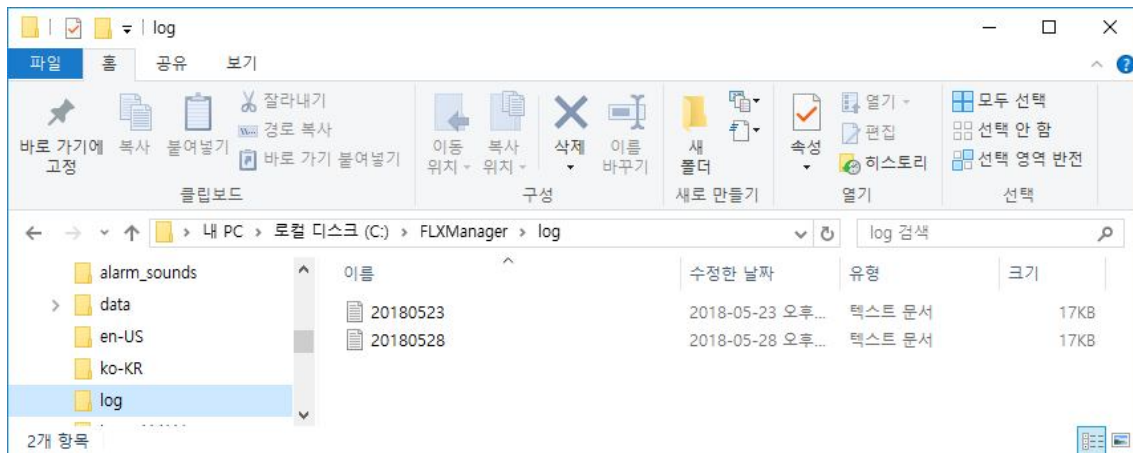 log
파일 홈 공유 보기
바로 가기에 고정
복사
붙여넣기
잘라내기
경로 복사
바로 가기 붙여넣기
클립보드
이동 위치
복사 위치
삭제
이름 바꾸기
구성
새 폴더
새로 만들기
속성
열기
편집
히스토리
열기
모두 선택
선택 안 함
선택 영역 반전
선택
내 PC > 로컬 디스크 (C:) > FLXManager > log
log 검색
alarm_sounds
data
en-US
ko-KR
log
이름 수정한 날짜 유형 크기
20180523 2018-05-23 오후... 텍스트 문서 17KB
20180528 2018-05-28 오후... 텍스트 문서 17KB
2개 항목